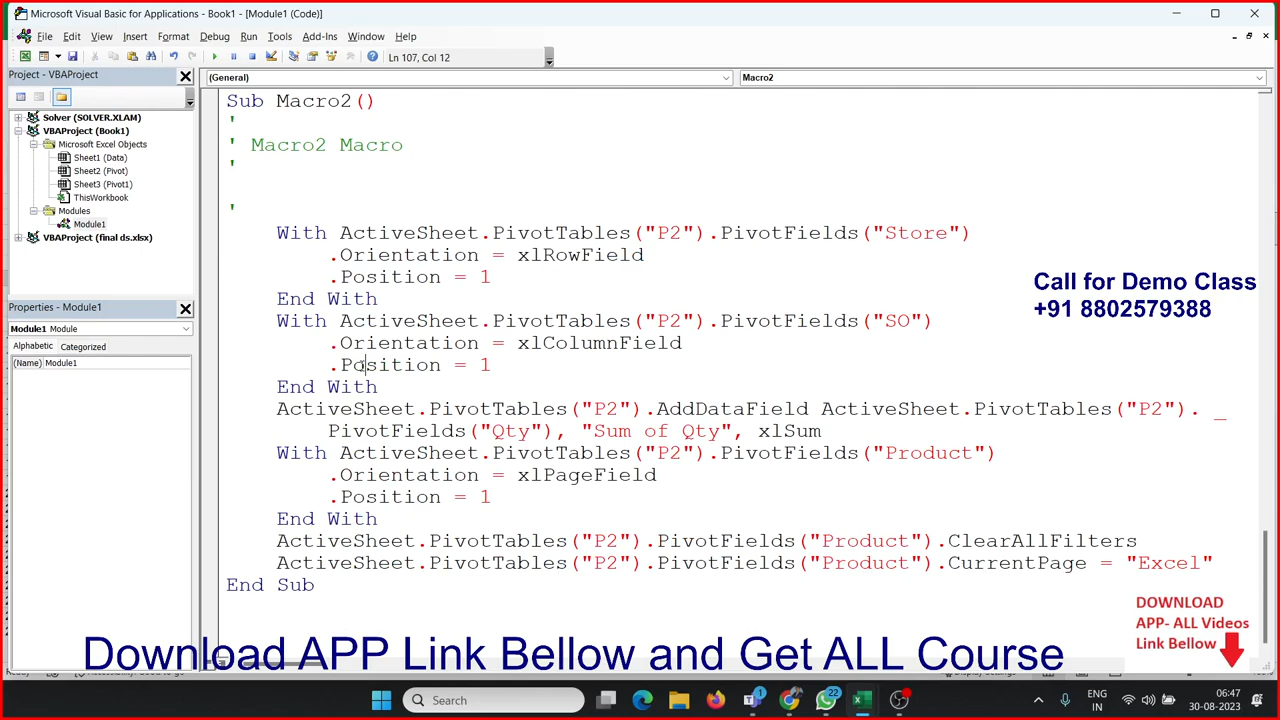 Microsoft Visual Basic for Applications - Book1 - [Module1 (Code)]
File Edit View Insert Format Debug Run Tools Add-Ins Window Help
Ln 107, Col 12
Project - VBAProject
(General)
Macro2
Solver (SOLVER.XLAM)
VBAProject (Book1)
Microsoft Excel Objects
Sheet1 (Data)
Sheet2 (Pivot)
Sheet3 (Pivot1)
ThisWorkbook
Modules
Module1
VBAProject (final ds.xlsx)
Properties - Module1
Module1 Module
Alphabetic Categorized
(Name) Module1
Sub Macro2()
'
' Macro2 Macro
'
'
With ActiveSheet.PivotTables("P2").PivotFields("Store")
.Orientation = xlRowField
.Position = 1
End With
With ActiveSheet.PivotTables("P2").PivotFields("SO")
.Orientation = xlColumnField
.Position = 1
End With
ActiveSheet.PivotTables("P2").AddDataField ActiveSheet.PivotTables("P2"). _
PivotFields("Qty"), "Sum of Qty", xlSum
With ActiveSheet.PivotTables("P2").PivotFields("Product")
.Orientation = xlPageField
.Position = 1
End With
ActiveSheet.PivotTables("P2").PivotFields("Product").ClearAllFilters
ActiveSheet.PivotTables("P2").PivotFields("Product").CurrentPage = "Excel"
End Sub
Call for Demo Class
+91 8802579388
DOWNLOAD
APP- ALL Videos
Link Bellow
Download APP Link Bellow and Get ALL Course
Search
22
ENG
IN
06:47
30-08-2023